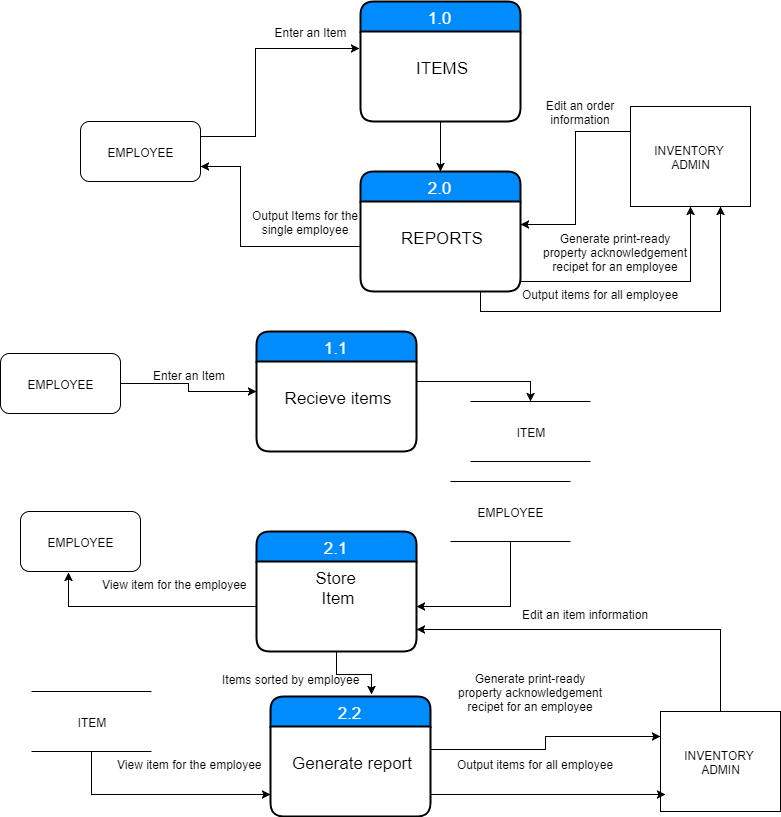 1.0
Enter an Item
ITEMS
Edit an order
information
EMPLOYEE
INVENTORY
ADMIN
2.0
Output Items for the
single employee
REPORTS
Generate print-ready
property acknowledgement
recipet for an employee
Output items for all employee
1.1
Enter an Item
EMPLOYEE
Recieve items
ITEM
EMPLOYEE
EMPLOYEE
2.1
Store
Item
View item for the employee
Edit an item information
Items sorted by employee
Generate print-ready
property acknowledgement
recipet for an employee
2.2
ITEM
View item for the employee
Generate report
Output items for all employee
INVENTORY
ADMIN